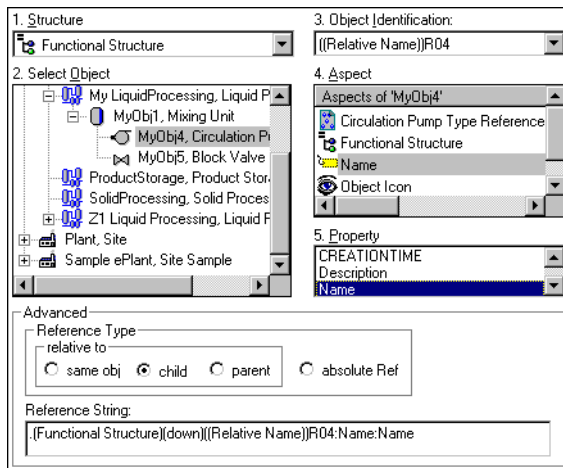 1. Structure
Functional Structure
2. Select Object
My LiquidProcessing, Liquid P
MyObj1, Mixing Unit
MyObj4, Circulation P
MyObj5, Block Valve
ProductStorage, Product Stor
SolidProcessing, Solid Proces
Z1 Liquid Processing, Liquid F
Plant, Site
Sample ePlant, Site Sample
3. Object Identification:
((Relative Name))R04
4. Aspect
Aspects of 'MyObj4'
Circulation Pump Type Reference
Functional Structure
Name
Object Icon
5. Property
CREATIONTIME
Description
Name
Advanced
Reference Type
relative to
same obj child parent absolute Ref
Reference String:
.(Functional Structure)(down)((Relative Name))R04:Name:Name